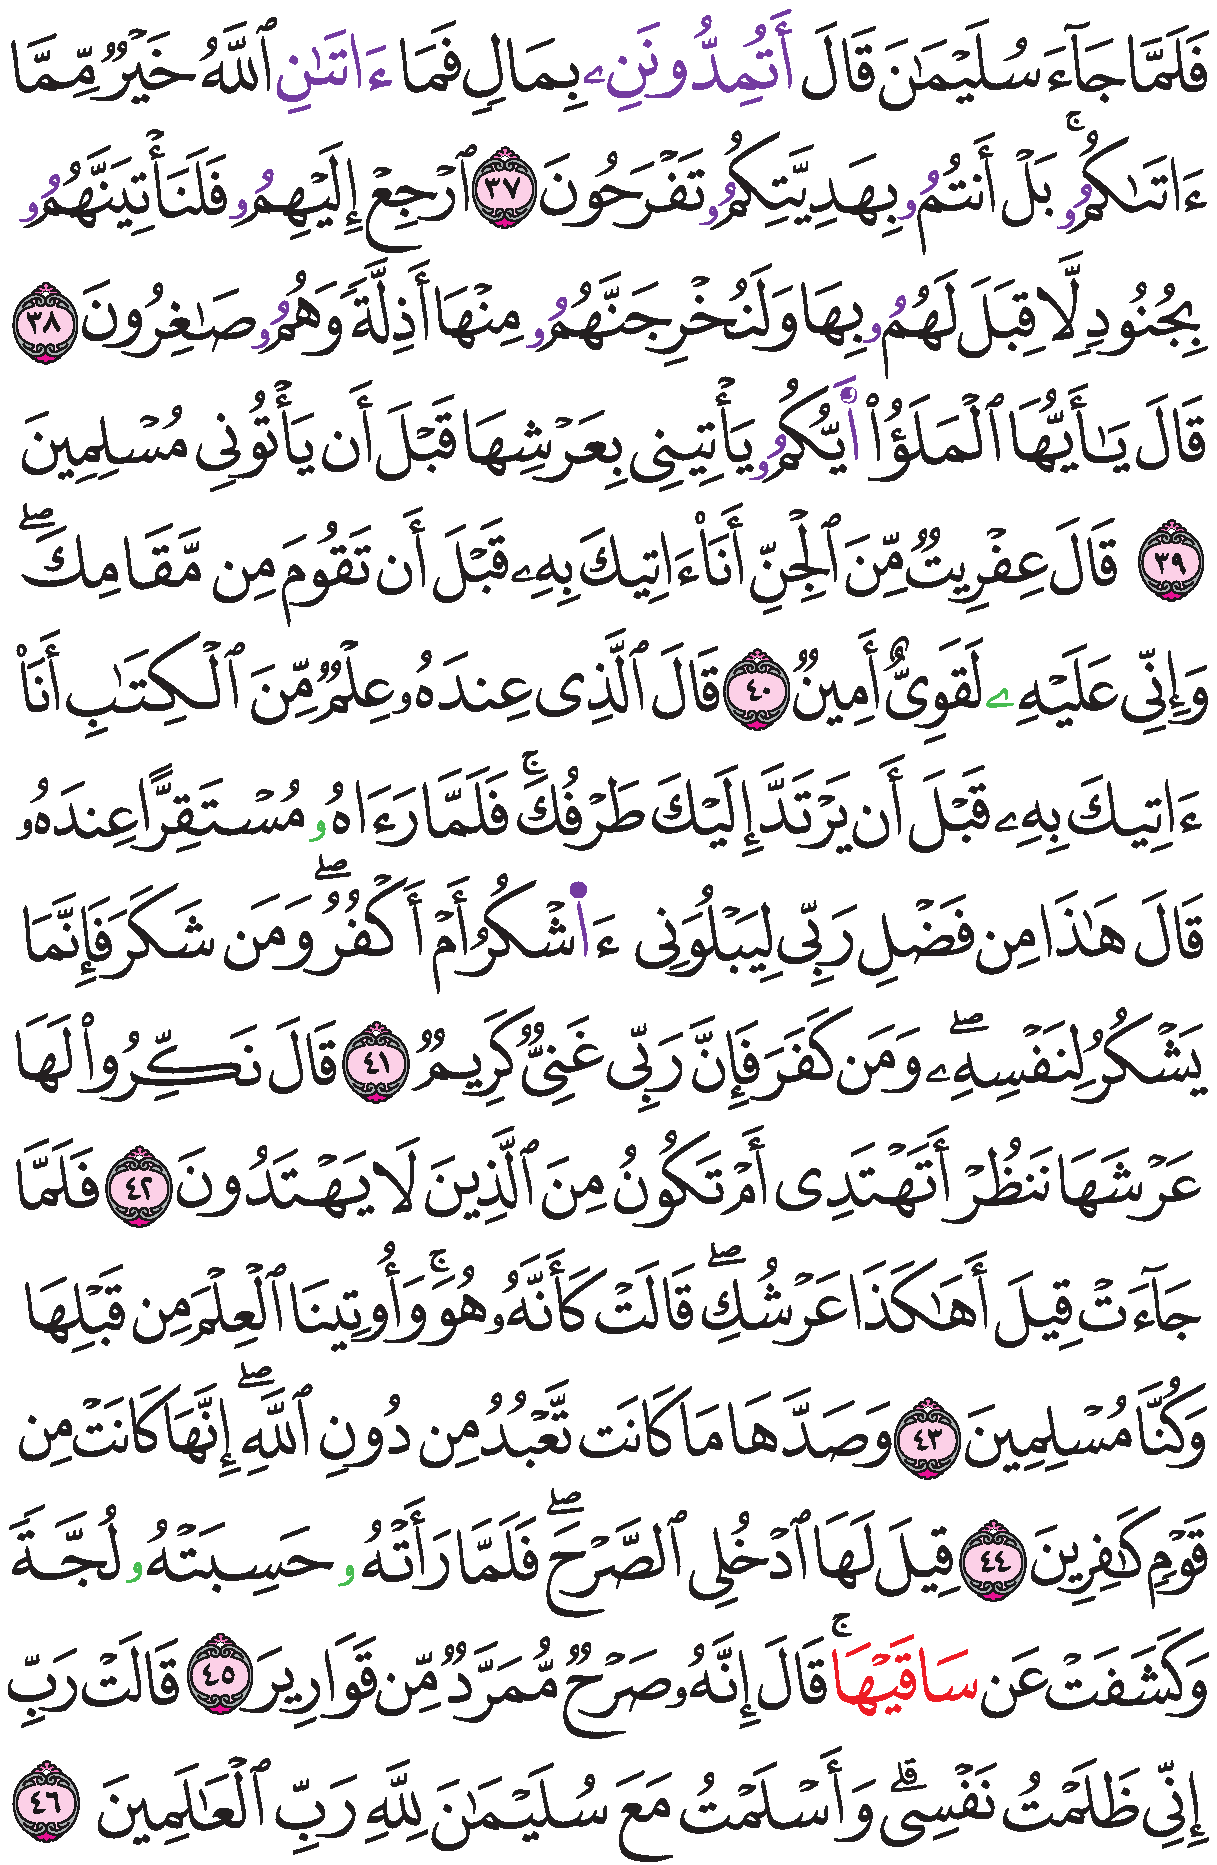 فَلَمَّا جَآءَ سُلَيْمَٰنَ قَالَ أَتُمِدُّونَنِۦ بِمَالٍ فَمَا ءَاتَىٰنِ ٱللَّهُ خَيْرٌ مِّمَّا
ءَاتَىٰكُمُۥۚ بَلْ أَنتُمُۥ بِهَدِيَّتِكُمُۥ تَفْرَحُونَ ٣٧ ٱرْجِعْ إِلَيْهِمُۥ فَلَنَأْتِيَنَّهُمُۥ
بِجُنُودٍ لَّا قِبَلَ لَهُمُۥ بِهَا وَلَنُخْرِجَنَّهُمُۥ مِنْهَا أَذِلَّةً وَهُمُۥ صَٰغِرُونَ ٣٨
قَالَ يَٰٓأَيُّهَا ٱلْمَلَؤُا۟ اَيُّكُمُۥ يَأْتِينِى بِعَرْشِهَا قَبْلَ أَن يَأْتُونِى مُسْلِمِينَ
٣٩ قَالَ عِفْرِيتٌ مِّنَ ٱلْجِنِّ أَنَا۠ ءَاتِيكَ بِهِۦ قَبْلَ أَن تَقُومَ مِن مَّقَامِكَۖ
وَإِنِّى عَلَيْهِۦ لَقَوِىٌّ أَمِينٌ ٤٠ قَالَ ٱلَّذِى عِندَهُۥ عِلْمٌ مِّنَ ٱلْكِتَٰبِ أَنَا۠
ءَاتِيكَ بِهِۦ قَبْلَ أَن يَرْتَدَّ إِلَيْكَ طَرْفُكَۚ فَلَمَّا رَءَاهُۥ مُسْتَقِرًّا عِندَهُۥ
قَالَ هَٰذَا مِن فَضْلِ رَبِّى لِيَبْلُوَنِى ءَا۬شْكُرُ أَمْ أَكْفُرُۖ وَمَن شَكَرَ فَإِنَّمَا
يَشْكُرُ لِنَفْسِهِۦۖ وَمَن كَفَرَ فَإِنَّ رَبِّى غَنِىٌّ كَرِيمٌ ٤١ قَالَ نَكِّرُوا۟ لَهَا
عَرْشَهَا نَنظُرْ أَتَهْتَدِى أَمْ تَكُونُ مِنَ ٱلَّذِينَ لَا يَهْتَدُونَ ٤٢ فَلَمَّا
جَآءَتْ قِيلَ أَهَٰكَذَا عَرْشُكِۖ قَالَتْ كَأَنَّهُۥ هُوَۚ وَأُوتِينَا ٱلْعِلْمَ مِن قَبْلِهَا
وَكُنَّا مُسْلِمِينَ ٤٣ وَصَدَّهَا مَا كَانَت تَّعْبُدُ مِن دُونِ ٱللَّهِۖ إِنَّهَا كَانَتْ مِن
قَوْمٍ كَٰفِرِينَ ٤٤ قِيلَ لَهَا ٱدْخُلِى ٱلصَّرْحَۖ فَلَمَّا رَأَتْهُۥ حَسِبَتْهُۥ لُجَّةً
وَكَشَفَتْ عَن سَاقَيْهَاۚ قَالَ إِنَّهُۥ صَرْحٌ مُّمَرَّدٌ مِّن قَوَارِيرَ ٤٥ قَالَتْ رَبِّ
إِنِّى ظَلَمْتُ نَفْسِىۗ وَأَسْلَمْتُ مَعَ سُلَيْمَٰنَ لِلَّهِ رَبِّ ٱلْعَٰلَمِينَ ٤٦